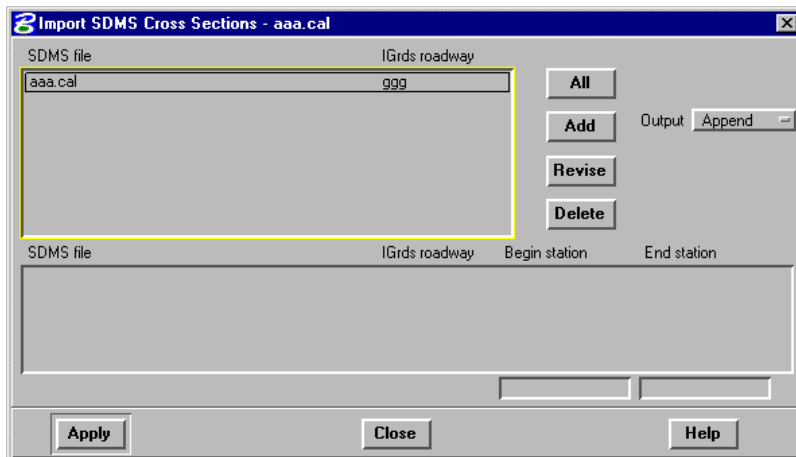 Import SDMS Cross Sections - aaa.cal
SDMS file IGrds roadway
aaa.cal ggg
All
Add
Output Append
Revise
Delete
SDMS file IGrds roadway Begin station End station
Apply Close Help